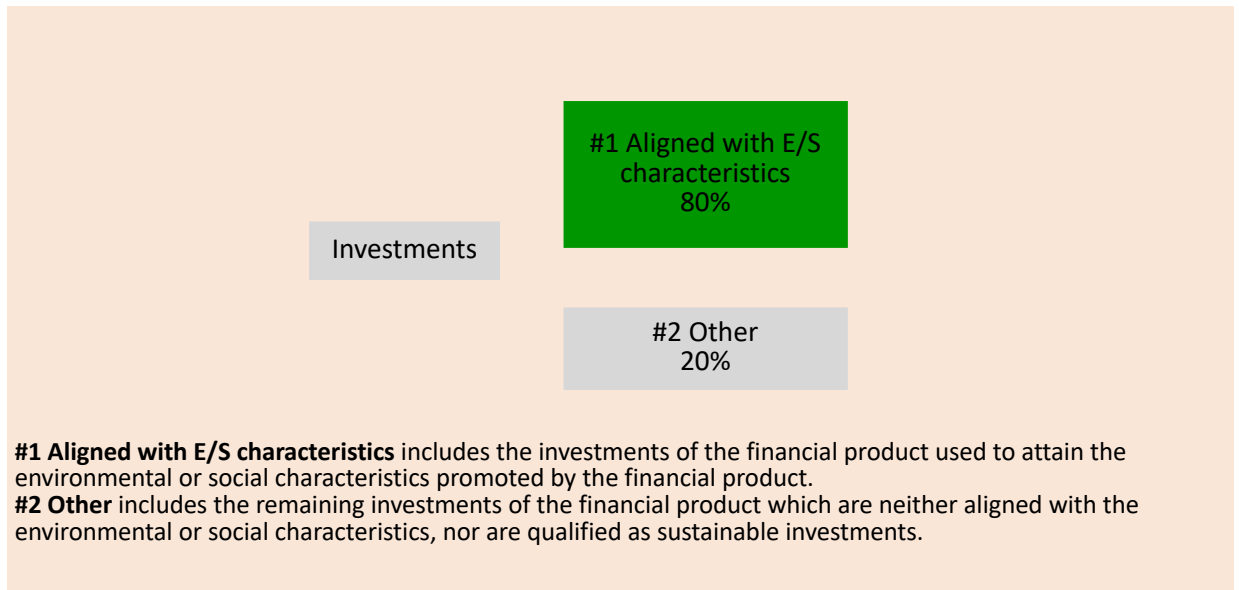 #1 Aligned with E/S
characteristics
80%
Investments
#2 Other
20%
#1 Aligned with E/S characteristics includes the investments of the financial product used to attain the
environmental or social characteristics promoted by the financial product.
#2 Other includes the remaining investments of the financial product which are neither aligned with the
environmental or social characteristics, nor are qualified as sustainable investments.